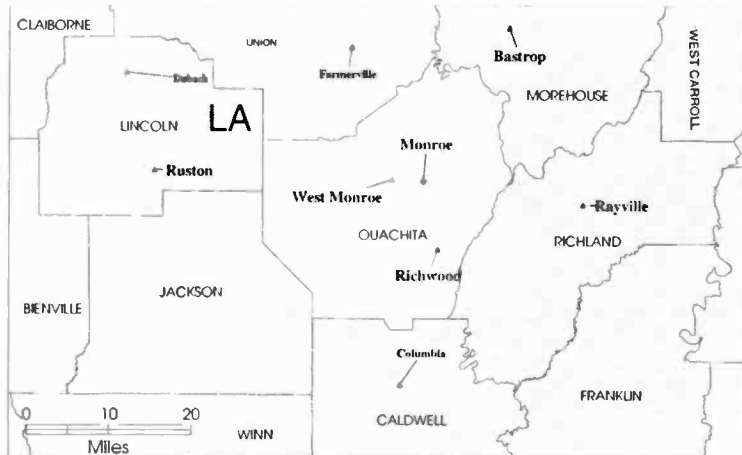 CLAIBORNE
UNION
Bastrop
WEST CARROLL
Dubach
Farmerville
MOREHOUSE
LINCOLN
LA
Monroe
Ruston
West Monroe
Rayville
OUACHITA
RICHLAND
Richwood
JACKSON
BIENVILLE
Columbia
FRANKLIN
0 10 20
Miles
WINN
CALDWELL